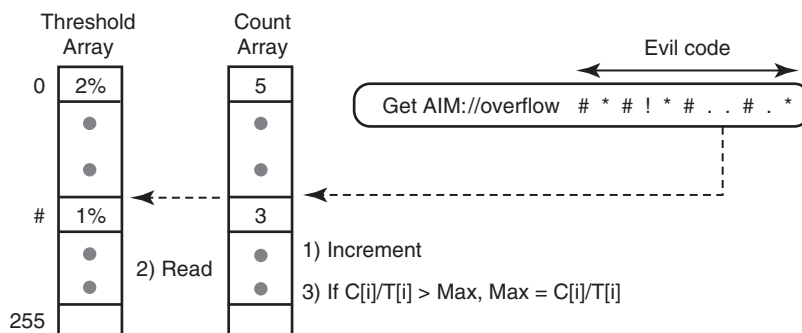 Threshold Array
Count Array
Evil code
0
2%
5
Get AIM://overflow # * # ! * # . . # . *
#
1%
3
1) Increment
2) Read
3) If C[i]/T[i] > Max, Max = C[i]/T[i]
255